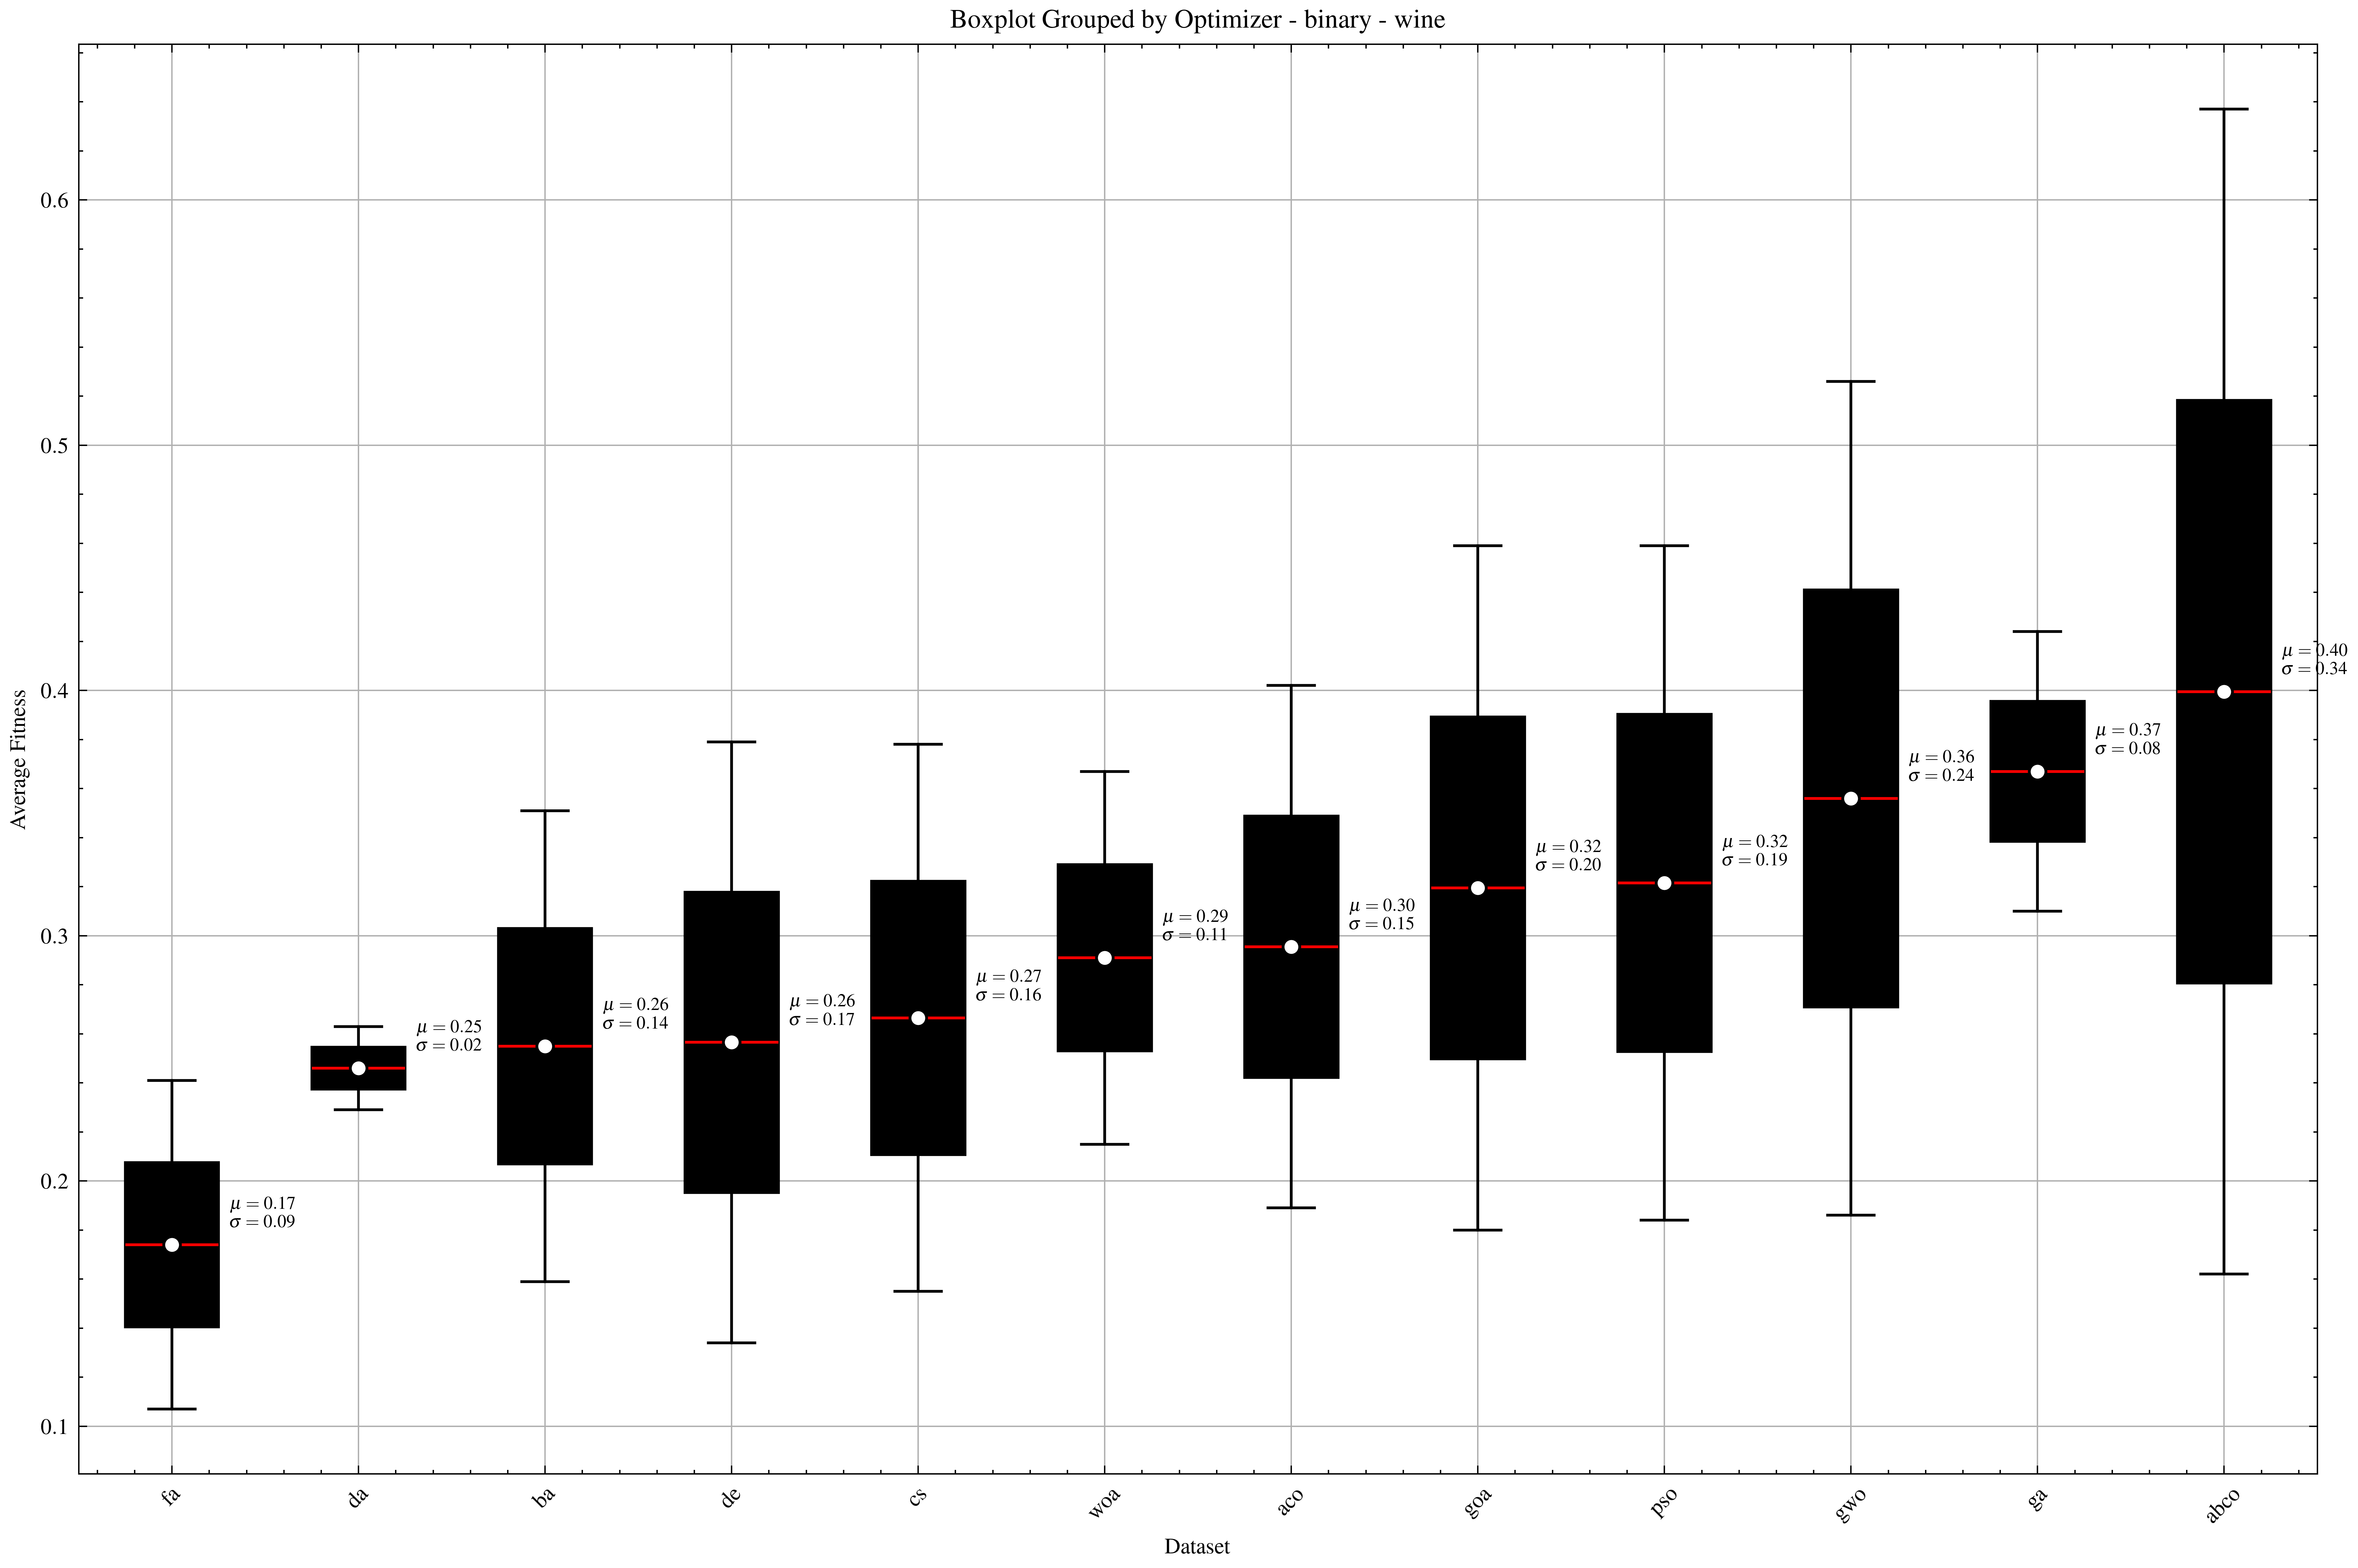 Boxplot Grouped by Optimizer - binary - wine
Average Fitness
0.6
0.5
0.4
0.3
0.2
0.1
μ = 0.17
σ = 0.09
μ = 0.25
σ = 0.02
μ = 0.26
σ = 0.14
μ = 0.26
σ = 0.17
μ = 0.27
σ = 0.16
μ = 0.29
σ = 0.11
μ = 0.30
σ = 0.15
μ = 0.32
σ = 0.20
μ = 0.32
σ = 0.19
μ = 0.36
σ = 0.24
μ = 0.37
σ = 0.08
μ = 0.40
σ = 0.34
fa
da
ba
de
cs
woa
aco
goa
pso
gwo
ga
abco
Dataset